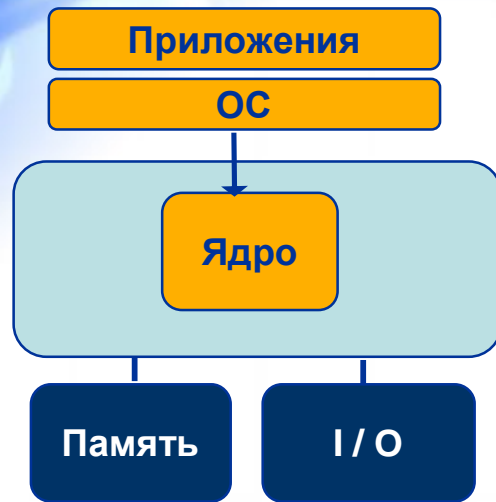 Приложения
ОС
Ядро
Память
I / O